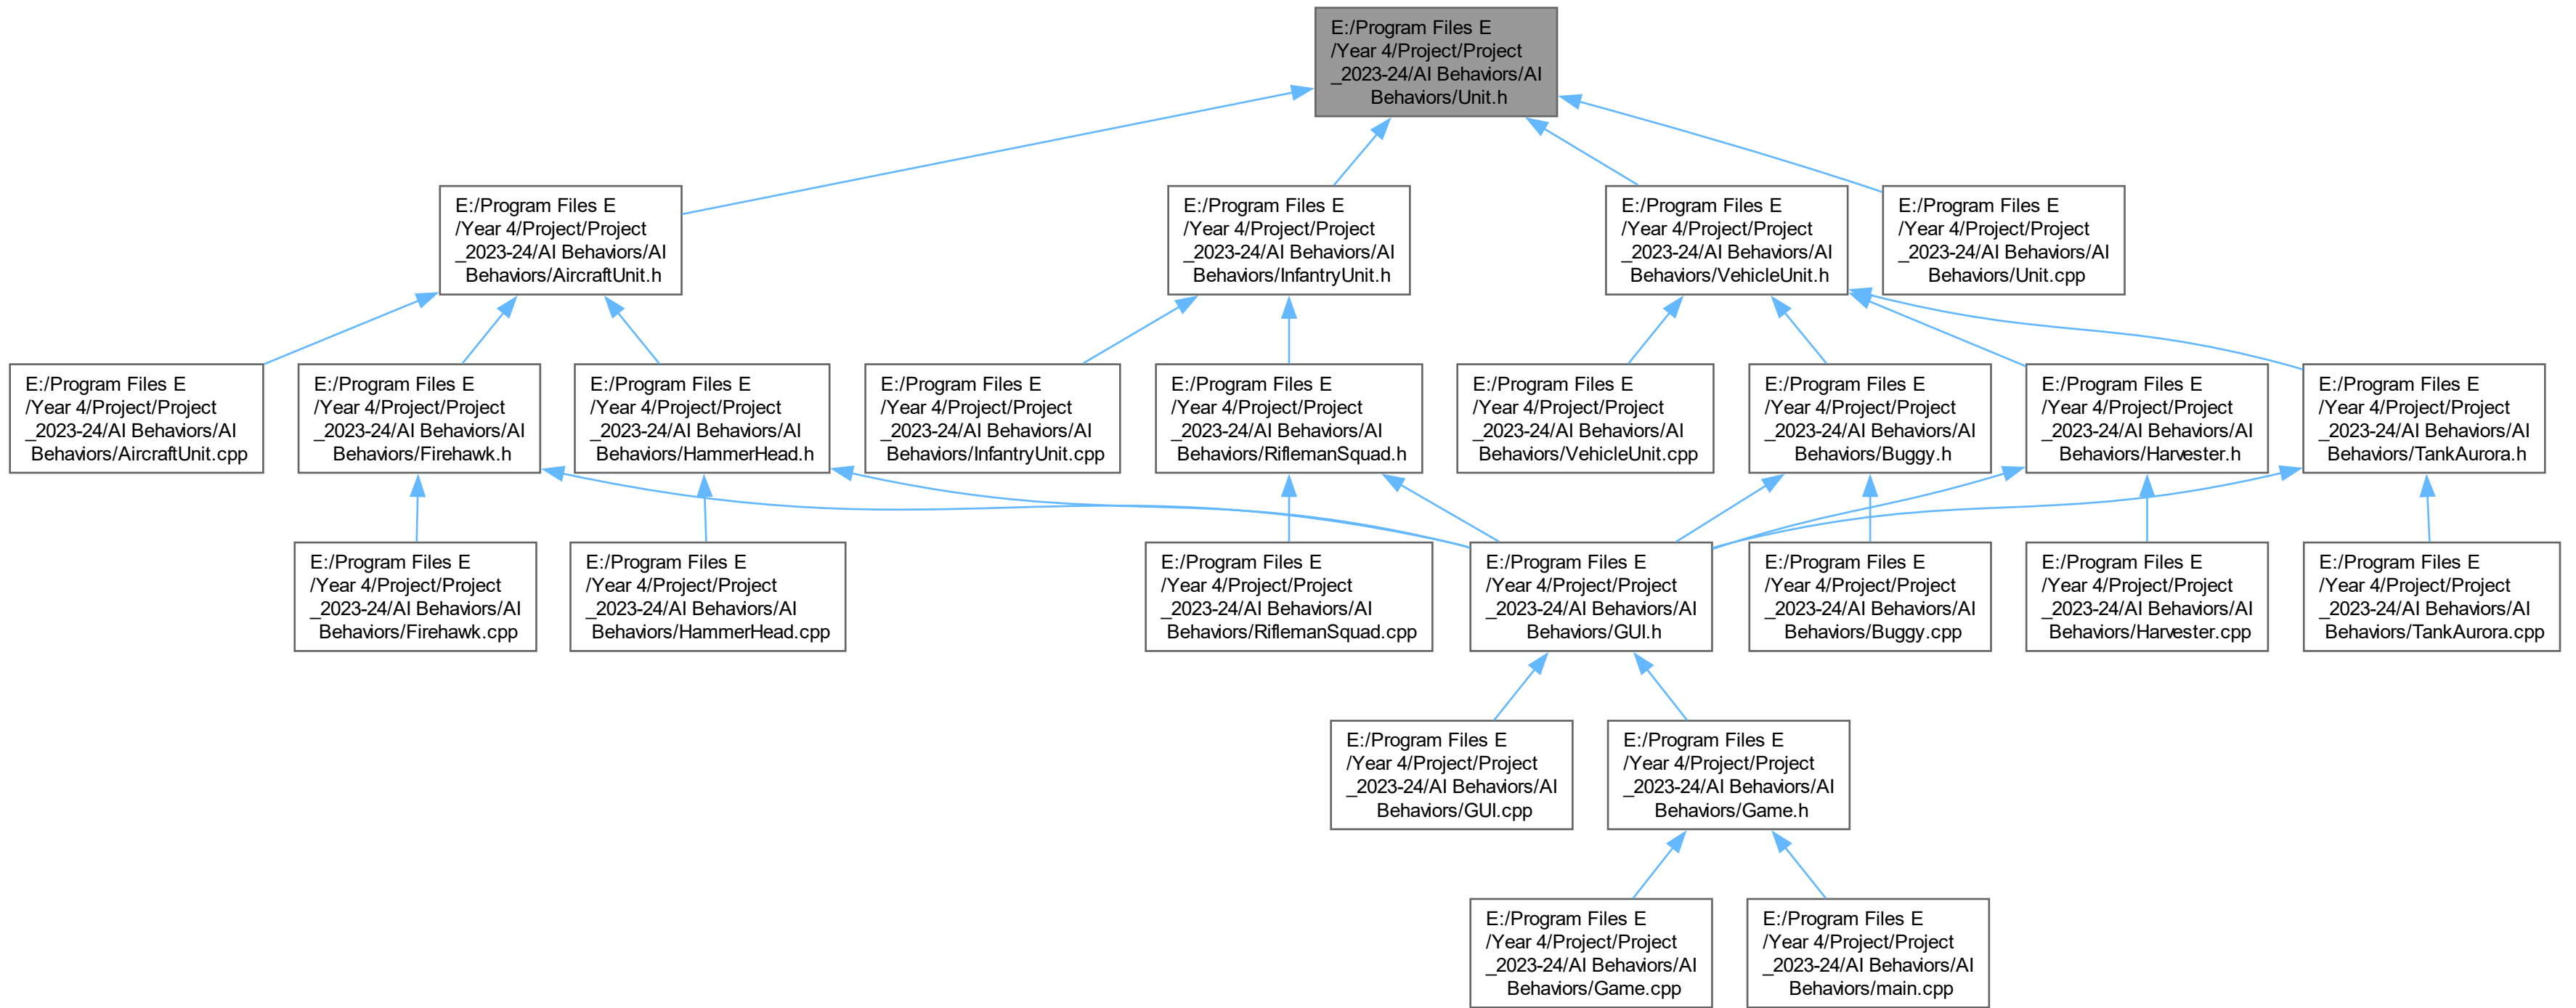 E:/Program Files E
/Year 4/Project/Project
_2023-24/AI Behaviors/AI
Behaviors/Unit.h
E:/Program Files E
/Year 4/Project/Project
_2023-24/AI Behaviors/AI
Behaviors/AircraftUnit.h
E:/Program Files E
/Year 4/Project/Project
_2023-24/AI Behaviors/AI
Behaviors/InfantryUnit.h
E:/Program Files E
/Year 4/Project/Project
_2023-24/AI Behaviors/AI
Behaviors/VehicleUnit.h
E:/Program Files E
/Year 4/Project/Project
_2023-24/AI Behaviors/AI
Behaviors/Unit.cpp
E:/Program Files E
/Year 4/Project/Project
_2023-24/AI Behaviors/AI
Behaviors/AircraftUnit.cpp
E:/Program Files E
/Year 4/Project/Project
_2023-24/AI Behaviors/AI
Behaviors/Firehawk.h
E:/Program Files E
/Year 4/Project/Project
_2023-24/AI Behaviors/AI
Behaviors/HammerHead.h
E:/Program Files E
/Year 4/Project/Project
_2023-24/AI Behaviors/AI
Behaviors/InfantryUnit.cpp
E:/Program Files E
/Year 4/Project/Project
_2023-24/AI Behaviors/AI
Behaviors/RiflemanSquad.h
E:/Program Files E
/Year 4/Project/Project
_2023-24/AI Behaviors/AI
Behaviors/VehicleUnit.cpp
E:/Program Files E
/Year 4/Project/Project
_2023-24/AI Behaviors/AI
Behaviors/Buggy.h
E:/Program Files E
/Year 4/Project/Project
_2023-24/AI Behaviors/AI
Behaviors/Harvester.h
E:/Program Files E
/Year 4/Project/Project
_2023-24/AI Behaviors/AI
Behaviors/TankAurora.h
E:/Program Files E
/Year 4/Project/Project
_2023-24/AI Behaviors/AI
Behaviors/Firehawk.cpp
E:/Program Files E
/Year 4/Project/Project
_2023-24/AI Behaviors/AI
Behaviors/HammerHead.cpp
E:/Program Files E
/Year 4/Project/Project
_2023-24/AI Behaviors/AI
Behaviors/RiflemanSquad.cpp
E:/Program Files E
/Year 4/Project/Project
_2023-24/AI Behaviors/AI
Behaviors/GUI.h
E:/Program Files E
/Year 4/Project/Project
_2023-24/AI Behaviors/AI
Behaviors/Buggy.cpp
E:/Program Files E
/Year 4/Project/Project
_2023-24/AI Behaviors/AI
Behaviors/Harvester.cpp
E:/Program Files E
/Year 4/Project/Project
_2023-24/AI Behaviors/AI
Behaviors/TankAurora.cpp
E:/Program Files E
/Year 4/Project/Project
_2023-24/AI Behaviors/AI
Behaviors/GUI.cpp
E:/Program Files E
/Year 4/Project/Project
_2023-24/AI Behaviors/AI
Behaviors/Game.h
E:/Program Files E
/Year 4/Project/Project
_2023-24/AI Behaviors/AI
Behaviors/Game.cpp
E:/Program Files E
/Year 4/Project/Project
_2023-24/AI Behaviors/AI
Behaviors/main.cpp